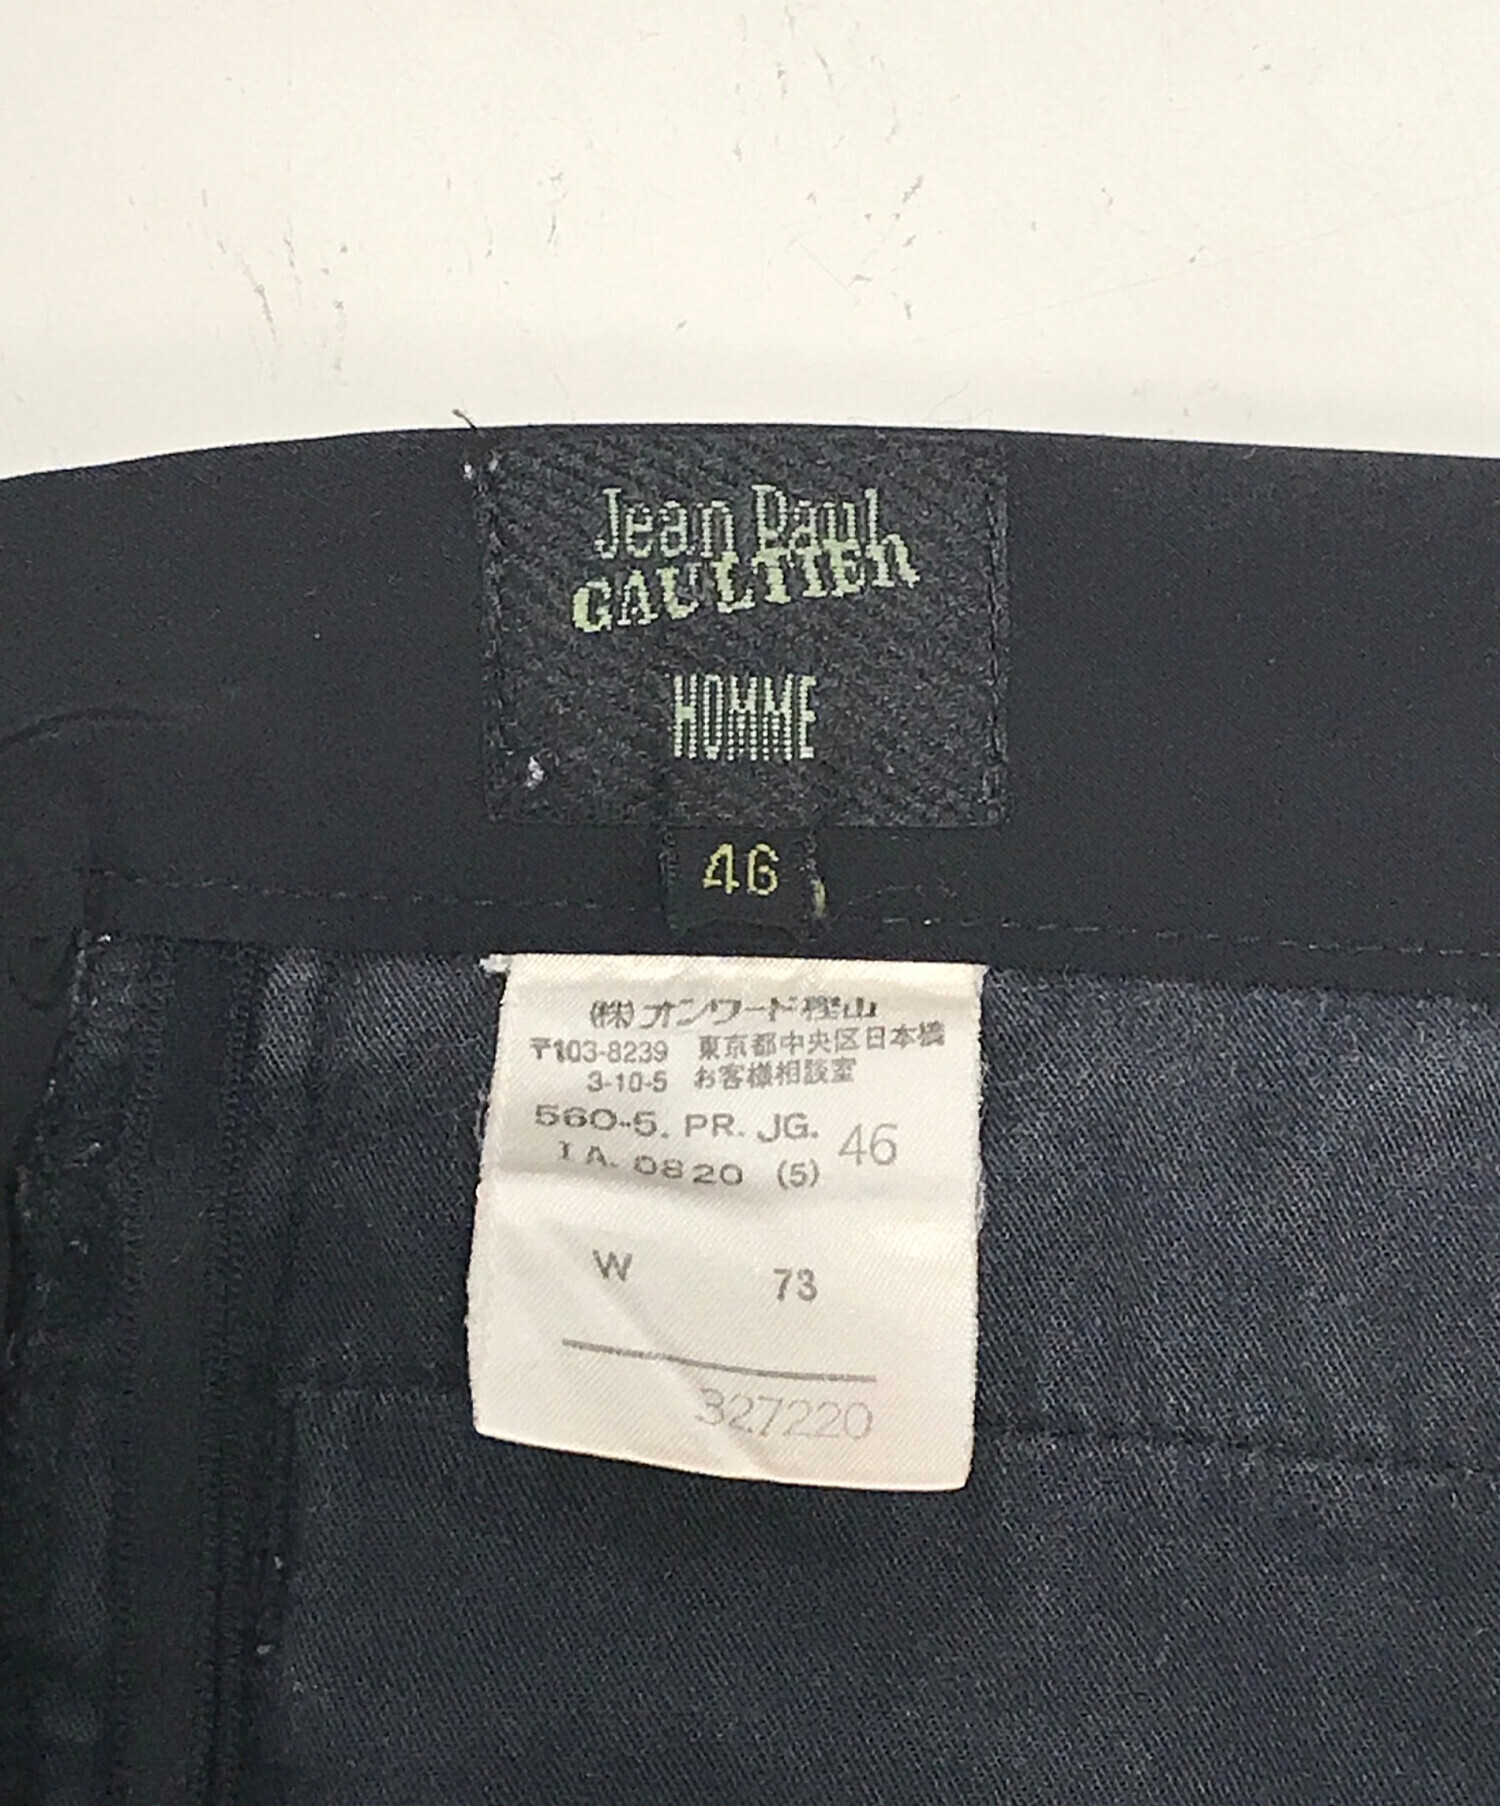 Jean Paul
GAULTIER
HOMME
46
(株)オンワード樫山
〒103-8239 東京都中央区日本橋
3-10-5 お客様相談室
560-5. PR. JG. 46
IA. 0820 (5)
W 73
327220